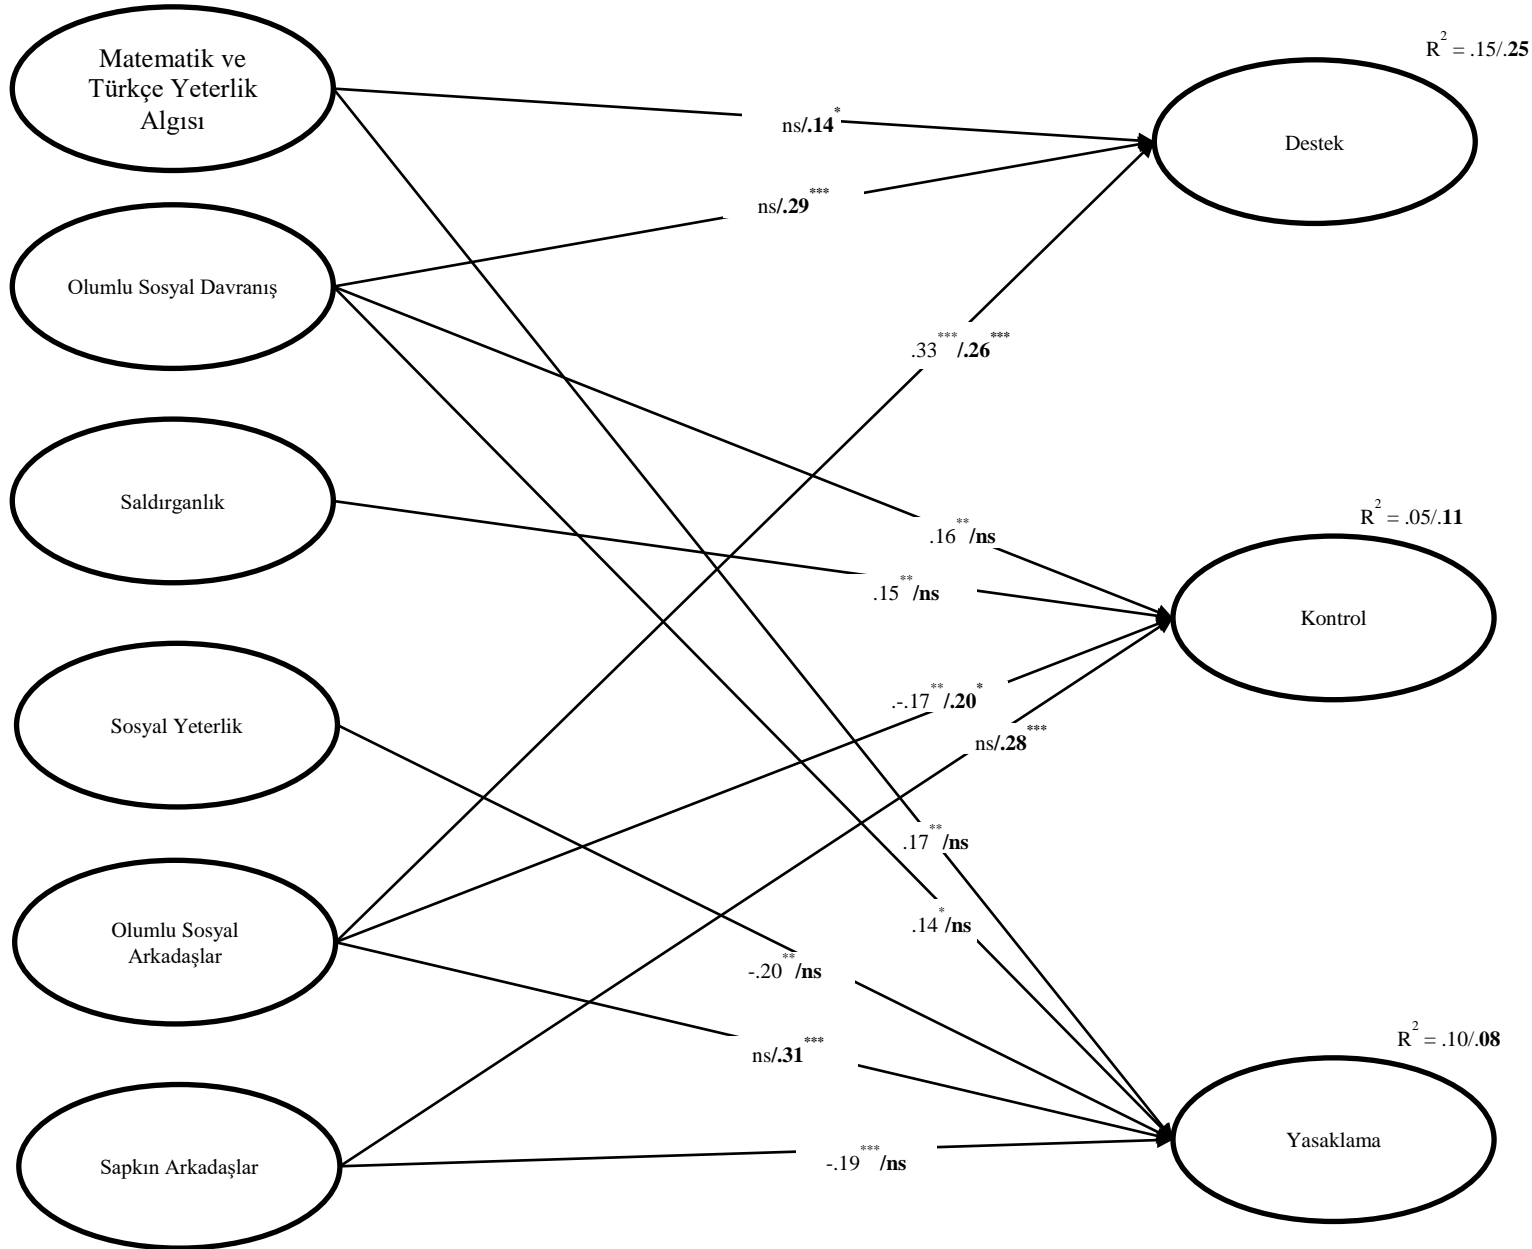 R² = .15/.25
Matematik ve
Türkçe Yeterlik
Algısı
ns/.14*
Destek
ns/.29***
Olumlu Sosyal Davranış
.33***/.26***
Saldırganlık
R² = .05/.11
.16**/ns
.15**/ns
Kontrol
.-.17**/.20*
Sosyal Yeterlik
ns/.28***
.17**/ns
.14*/ns
Olumlu Sosyal
Arkadaşlar
-.20**/ns
R² = .10/.08
ns/.31***
Yasaklama
-.19***/ns
Sapkın Arkadaşlar